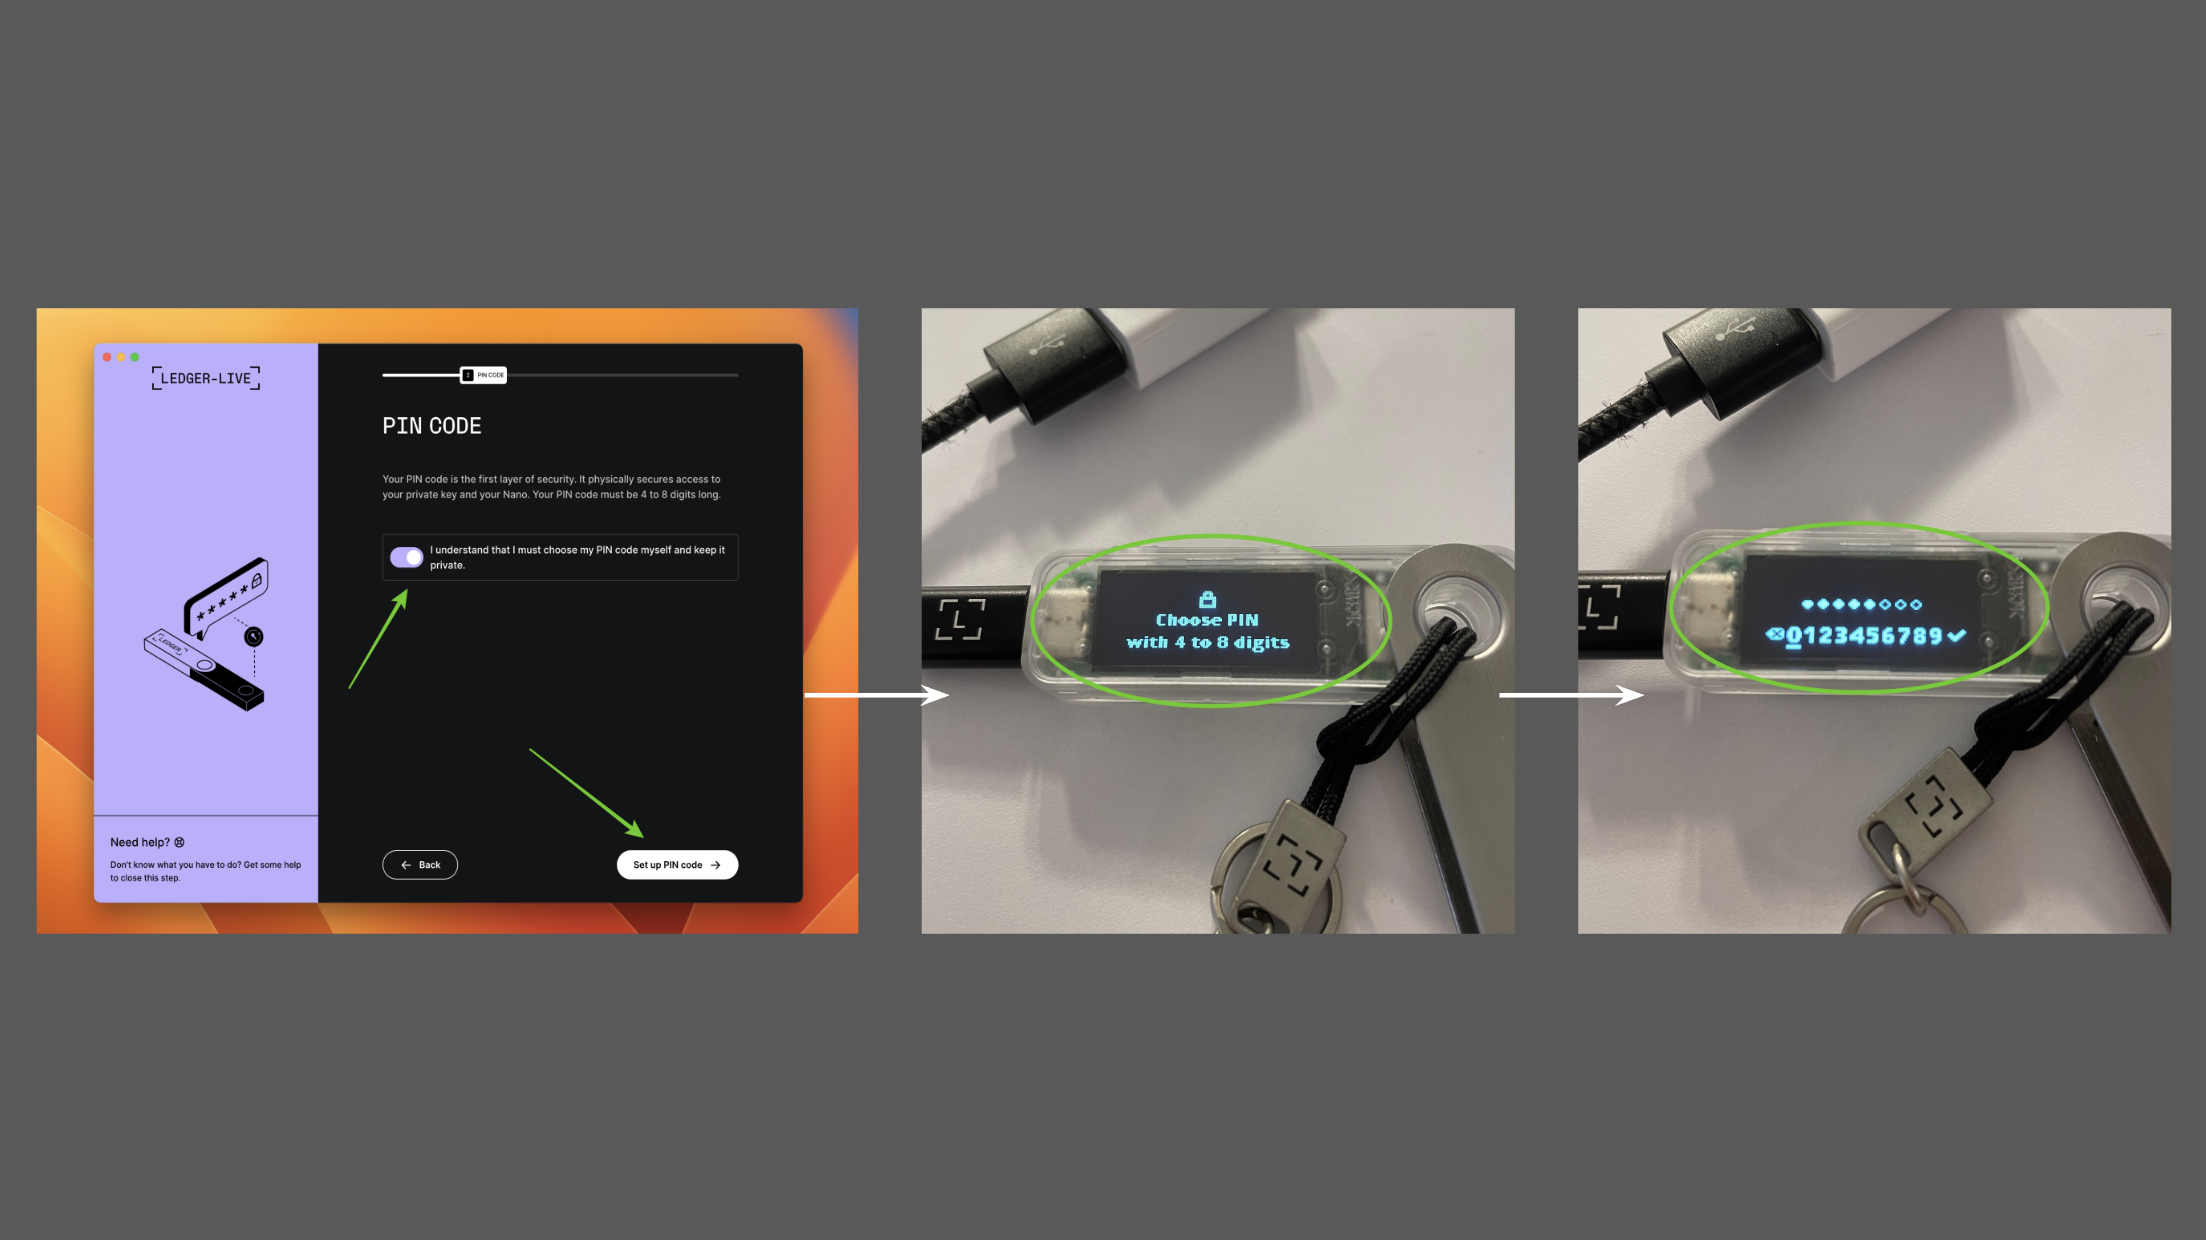 LEDGER-LIVE
2 PIN CODE
PIN CODE
Your PIN code is the first layer of security. It physically secures access to
your private key and your Nano. Your PIN code must be 4 to 8 digits long.
I understand that I must choose my PIN code myself and keep it
private.
LEDGER
Need help?
Don't know what you have to do? Get some help
to close this step.
Back
Set up PIN code
L
Choose PIN
with 4 to 8 digits
L
0123456789